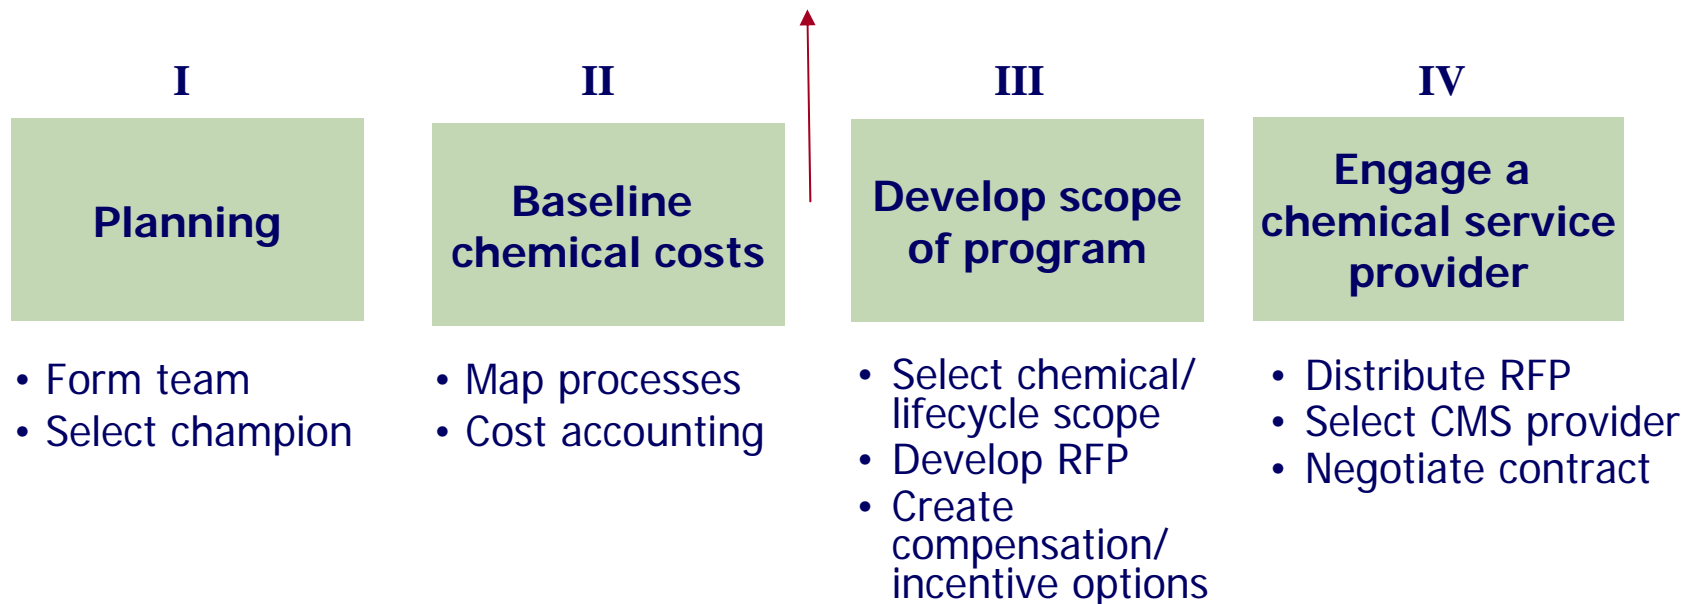 I
II
III
IV
Planning
Baseline
chemical costs
Develop scope
of program
Engage a
chemical service
provider
• Form team
• Select champion
• Map processes
• Cost accounting
• Select chemical/
lifecycle scope
• Develop RFP
• Create
compensation/
incentive options
• Distribute RFP
• Select CMS provider
• Negotiate contract